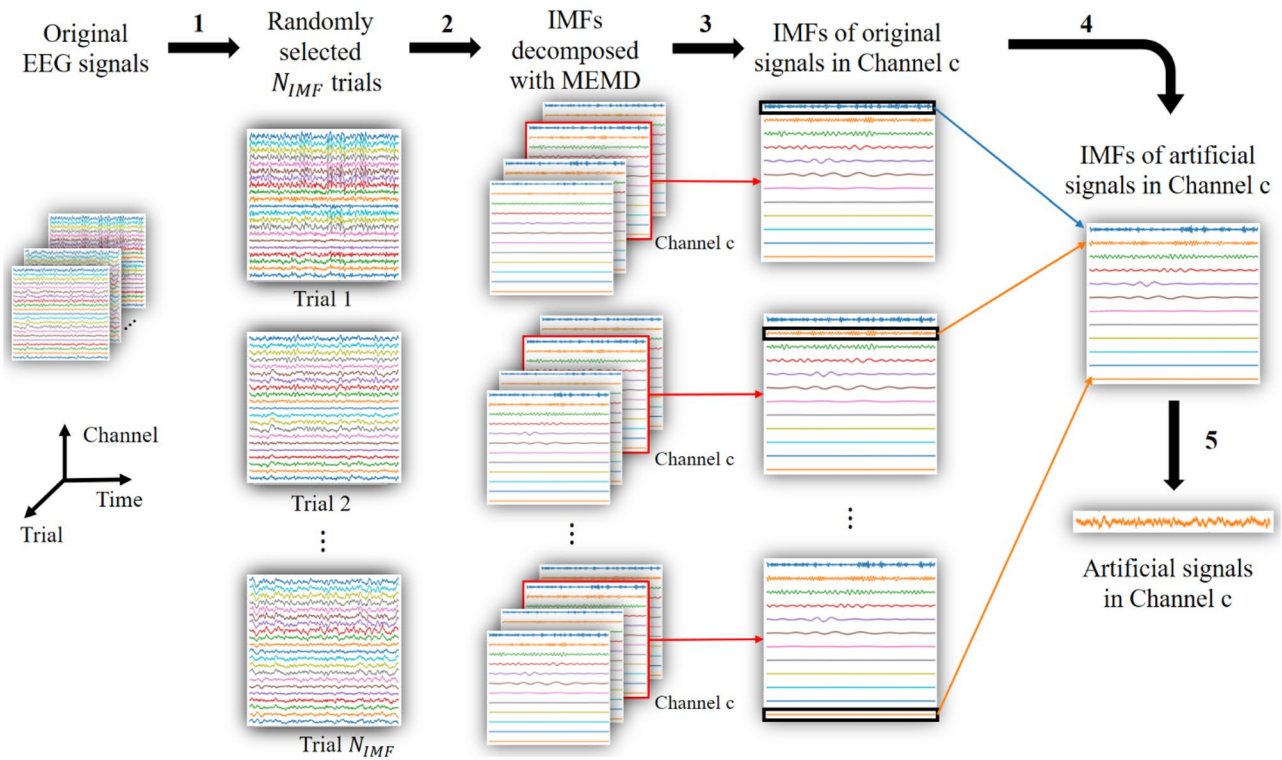 Original
EEG signals
1
Randomly
selected
N_IMF trials
2
IMFs
decomposed
with MEMD
3
IMFs of original
signals in Channel c
4
IMFs of artificial
signals in Channel c
Channel c
Trial 1
Channel c
Trial 2
Channel c
Trial N_IMF
Channel
Time
Trial
5
Artificial signals
in Channel c